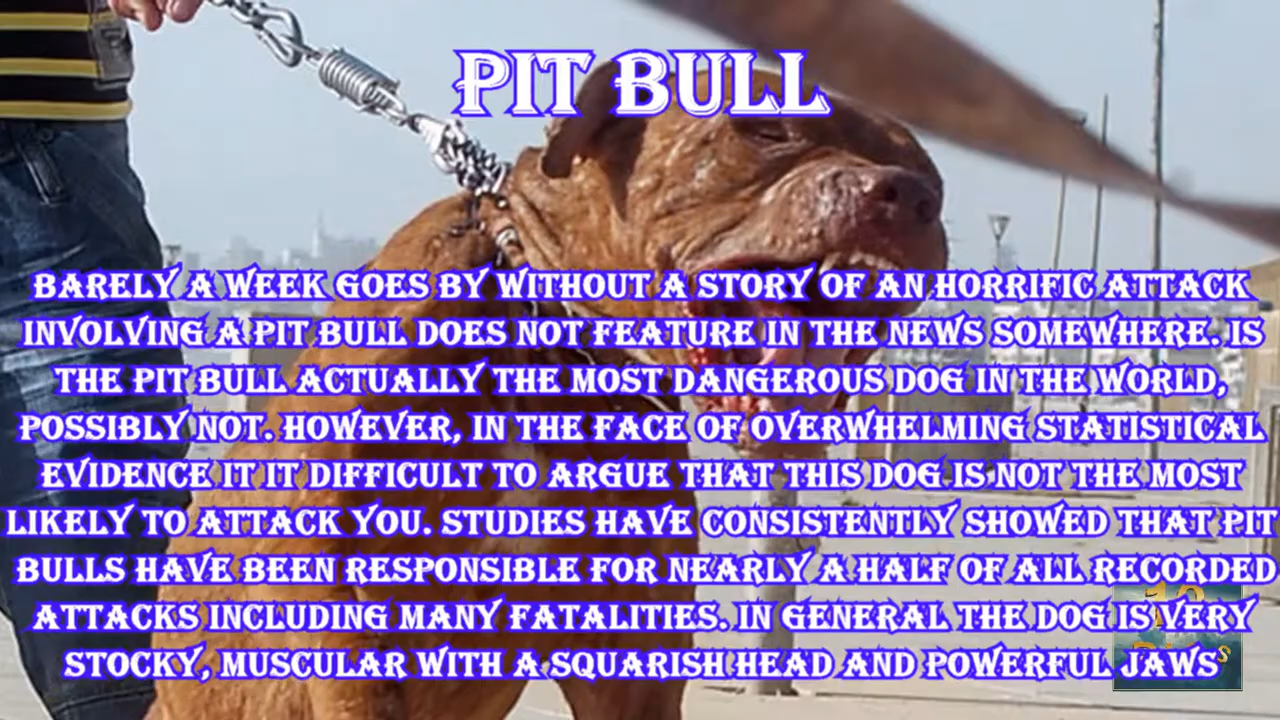 PIT BULL
BARELY A WEEK GOES BY WITHOUT A STORY OF AN HORRIFIC ATTACK
INVOLVING A PIT BULL DOES NOT FEATURE IN THE NEWS SOMEWHERE. IS
THE PIT BULL ACTUALLY THE MOST DANGEROUS DOG IN THE WORLD,
POSSIBLY NOT. HOWEVER, IN THE FACE OF OVERWHELMING STATISTICAL
EVIDENCE IT IT DIFFICULT TO ARGUE THAT THIS DOG IS NOT THE MOST
LIKELY TO ATTACK YOU. STUDIES HAVE CONSISTENTLY SHOWED THAT PIT
BULLS HAVE BEEN RESPONSIBLE FOR NEARLY A HALF OF ALL RECORDED
ATTACKS INCLUDING MANY FATALITIES. IN GENERAL THE DOG IS VERY
STOCKY, MUSCULAR WITH A SQUARISH HEAD AND POWERFUL JAWS